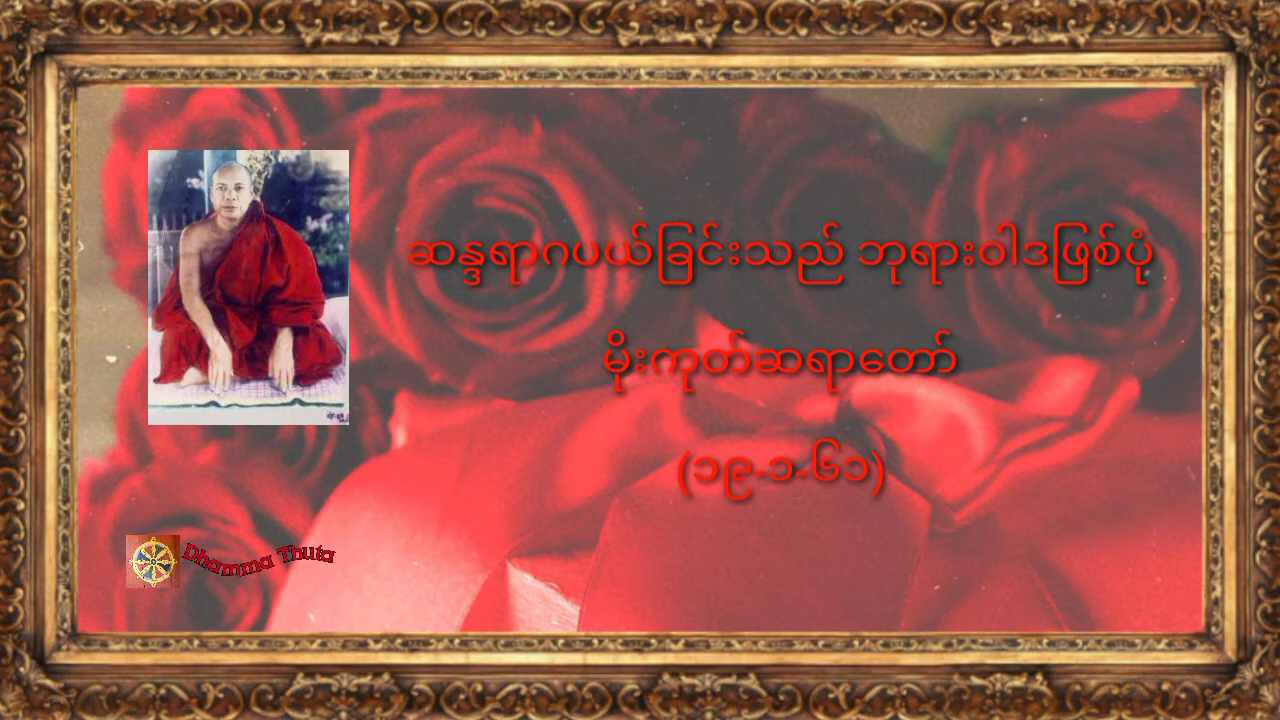 ဆန္ဒရာဂပယ်ခြင်းသည် ဘုရားဝါဒဖြစ်ပုံ
မိုးကုတ်ဆရာတော်
(၁၉-၁-၆၁)
Dhamma Thuta